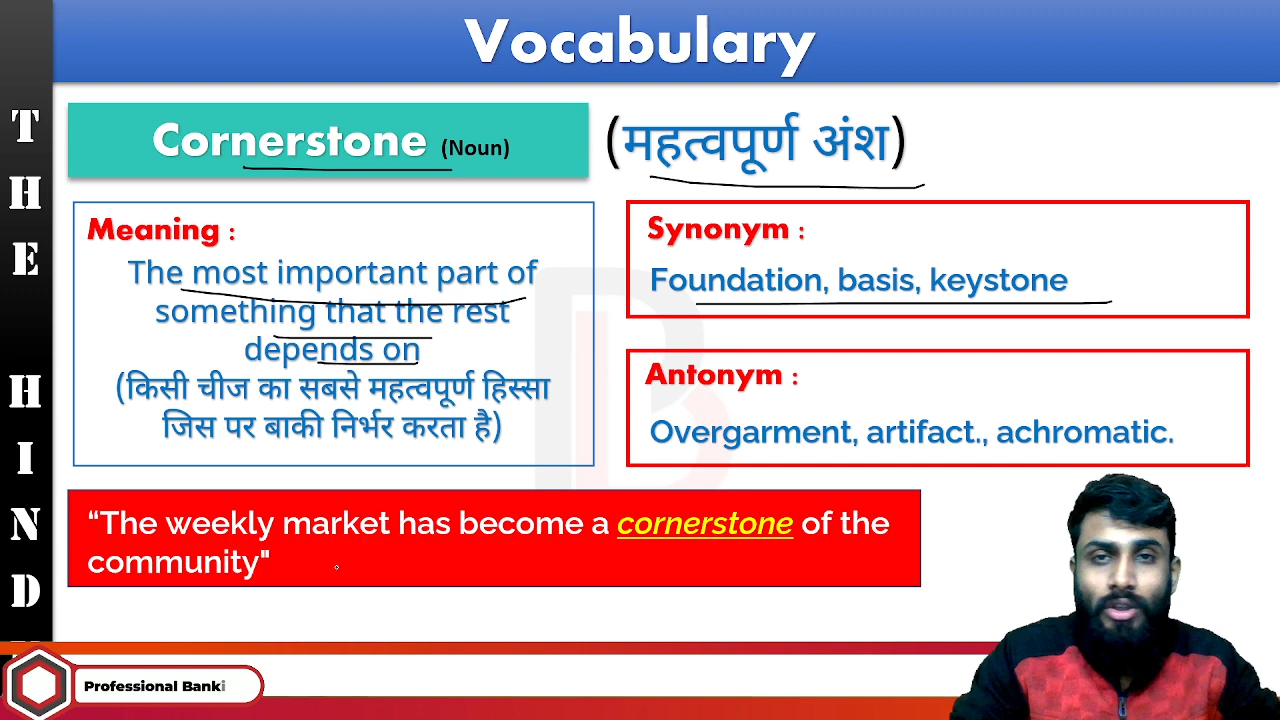 Vocabulary
THE HIND
Cornerstone (Noun)
(महत्वपूर्ण अंश)
Meaning :
The most important part of
something that the rest
depends on
(किसी चीज का सबसे महत्वपूर्ण हिस्सा
जिस पर बाकी निर्भर करता है)
Synonym :
Foundation, basis, keystone
Antonym :
Overgarment, artifact., achromatic.
“The weekly market has become a cornerstone of the
community"
Professional Banki